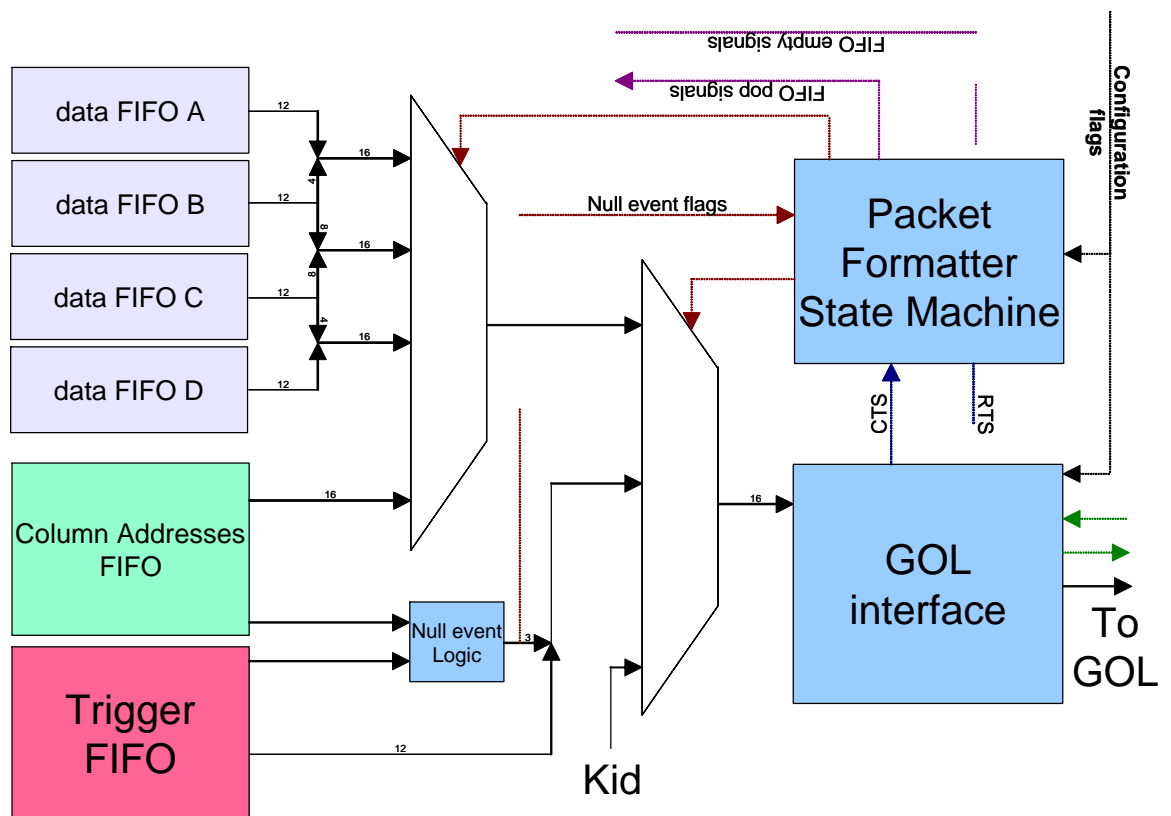 FIFO empty signals
FIFO pop signals
Configuration
flags
data FIFO A
12
16
4
data FIFO B
12
8
16
Null event flags
Packet
Formatter
State Machine
8
data FIFO C
12
4
16
data FIFO D
12
CTS
RTS
16
16
Column Addresses
FIFO
GOL
interface
Null event
Logic
3
To
GOL
Trigger
FIFO
12
Kid